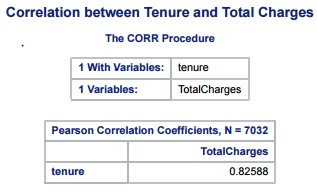 Correlation between Tenure and Total Charges
The CORR Procedure
1 With Variables: tenure
1 Variables: TotalCharges
Pearson Correlation Coefficients, N = 7032
TotalCharges
tenure 0.82588